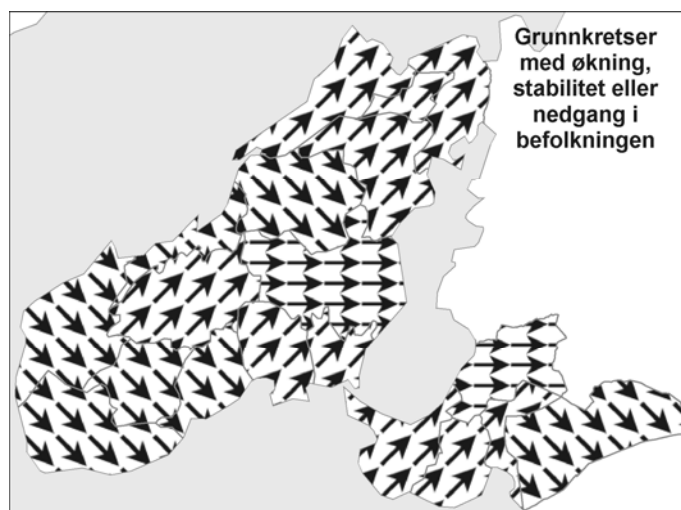 Grunnkretser
med økning,
stabilitet eller
nedgang i
befolkningen